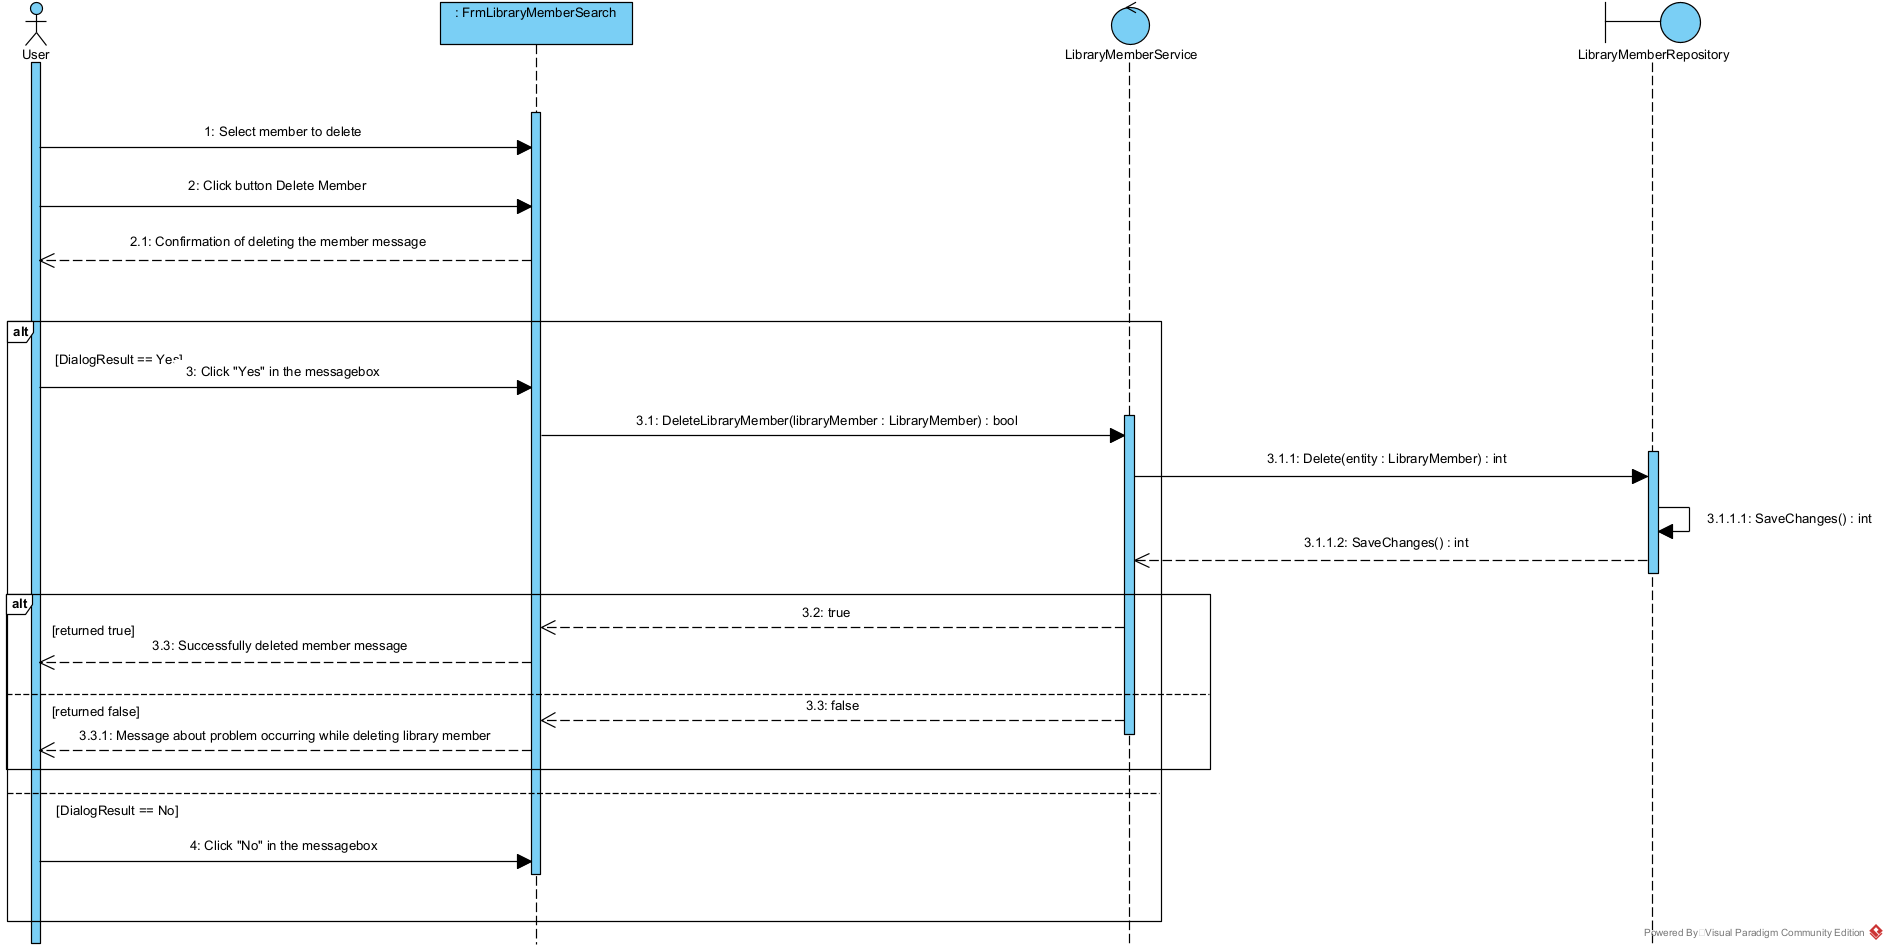 : FrmLibraryMemberSearch
User
LibraryMemberService
LibraryMemberRepository
1: Select member to delete
2: Click button Delete Member
2.1: Confirmation of deleting the member message
alt
[DialogResult == Yes]
3: Click "Yes" in the messagebox
3.1: DeleteLibraryMember(libraryMember : LibraryMember) : bool
3.1.1: Delete(entity : LibraryMember) : int
3.1.1.1: SaveChanges() : int
3.1.1.2: SaveChanges() : int
alt
3.2: true
[returned true]
3.3: Successfully deleted member message
3.3: false
[returned false]
3.3.1: Message about problem occurring while deleting library member
[DialogResult == No]
4: Click "No" in the messagebox
Powered By Visual Paradigm Community Edition